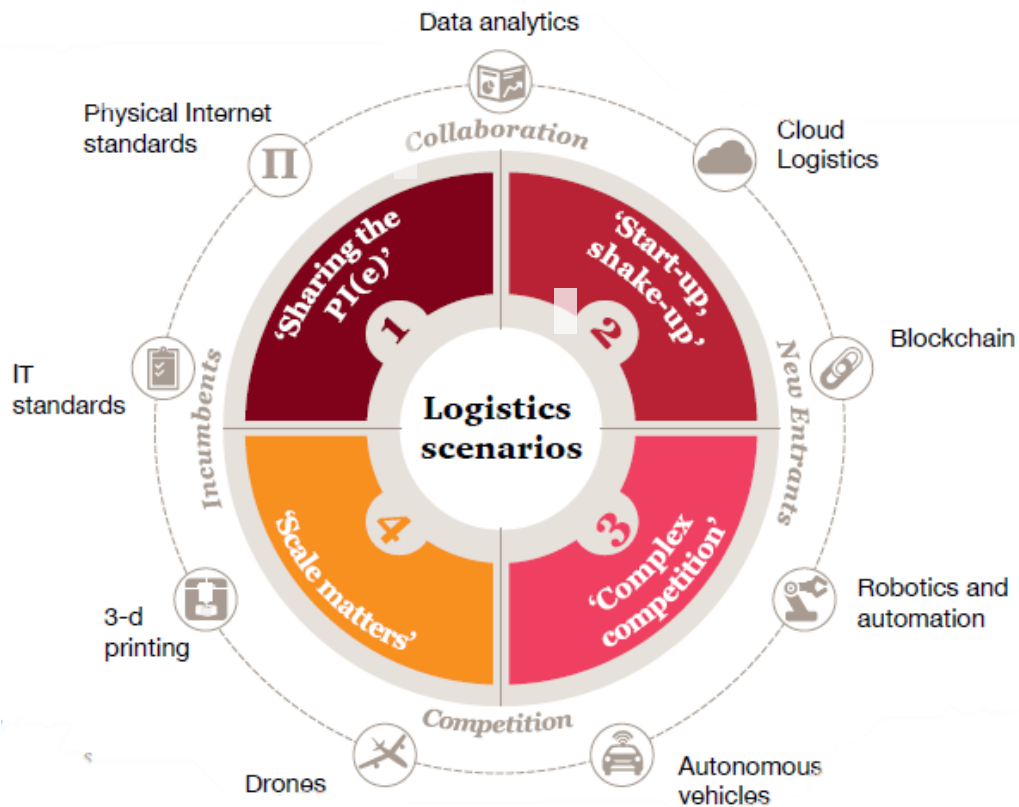 Data analytics
Physical Internet
standards
Π
Collaboration
Cloud
Logistics
‘Sharing the
PI(e)’
1
‘Start-up,
shake-up’
2
IT
standards
Incumbents
Logistics
scenarios
New Entrants
Blockchain
4
‘Scale matters’
3
‘Complex
competition’
3-d
printing
Robotics and
automation
Competition
s
Drones
Autonomous
vehicles